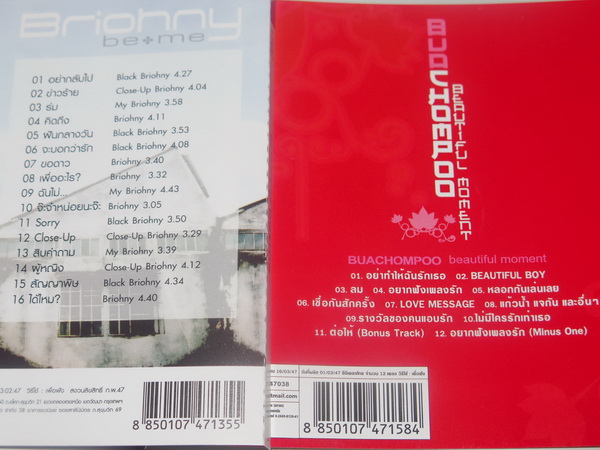 Briohny
be+me
01 อย่ากลับไป Black Briohny 4.27
02 ข่าวร้าย Close-Up Briohny 4.04
03 ร่ม My Briohny 3.58
04 คิดถึง Briohny 4.11
05 ฝันกลางวัน Black Briohny 3.53
06 จะบอกว่ารัก Black Briohny 4.08
07 ขอดาว Briohny 3.40
08 เพื่ออะไร? Briohny 3.32
09 ฉันไม่... My Briohny 4.43
10 จ๊ะจ๋าหน่อยนะจ๊ะ Briohny 3.05
11 Sorry Black Briohny 3.50
12 Close-Up Close-Up Briohny 3.29
13 สิบคำถาม My Briohny 3.39
14 ผู้หญิง Close-Up Briohny 4.12
15 สัญญาพิษ Black Briohny 4.34
16 ได้ไหม? Briohny 4.40
8 850107 471355
BUACHOMPOO
BEAUTIFUL MOMENT
BUACHOMPOO beautiful moment
01. อย่าทำให้ฉันรักเธอ 02. BEAUTIFUL BOY
03. ลม 04. อยากฟังเพลงรัก 05. หลอกกันเล่นเลย
06. เชื่อกันสักครั้ง 07. LOVE MESSAGE 08. แก้วน้ำ แจกัน และอื่นๆ
09. รางวัลของคนแอบรัก 10. ไม่มีใครรักเท่าเธอ
11. ต่อให้ (Bonus Track) 12. อยากฟังเพลงรัก (Minus One)
47038
8 850107 471584